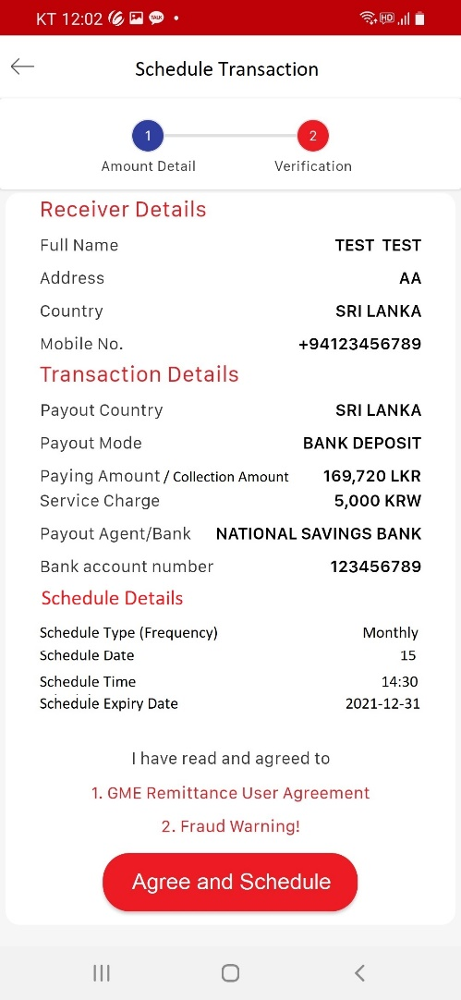 KT 12:02 TALK HD
Schedule Transaction
1 2
Amount Detail Verification
Receiver Details
Full Name TEST TEST
Address AA
Country SRI LANKA
Mobile No. +94123456789
Transaction Details
Payout Country SRI LANKA
Payout Mode BANK DEPOSIT
Paying Amount / Collection Amount 169,720 LKR
Service Charge 5,000 KRW
Payout Agent/Bank NATIONAL SAVINGS BANK
Bank account number 123456789
Schedule Details
Schedule Type (Frequency) Monthly
Schedule Date 15
Schedule Time 14:30
Schedule Expiry Date 2021-12-31
I have read and agreed to
1. GME Remittance User Agreement
2. Fraud Warning!
Agree and Schedule